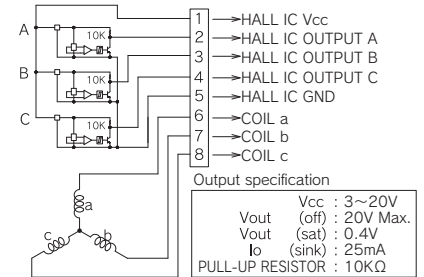 A
10K
B
10K
C
10K
1 →HALL IC Vcc
2 →HALL IC OUTPUT A
3 →HALL IC OUTPUT B
4 →HALL IC OUTPUT C
5 →HALL IC GND
6 →COIL a
7 →COIL b
8 →COIL c
a
c
b
Output specification
Vcc : 3~20V
Vout (off) : 20V Max.
Vout (sat) : 0.4V
Io (sink) : 25mA
PULL-UP RESISTOR : 10KΩ